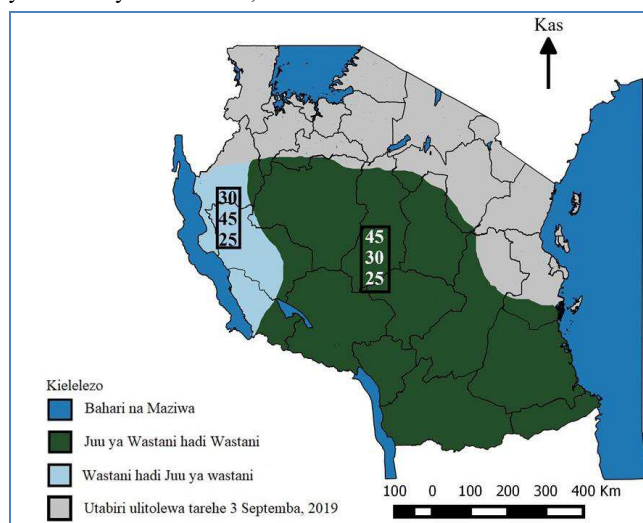 Kas
30
45
25
45
30
25
Kielelezo
Bahari na Maziwa
Juu ya Wastani hadi Wastani
Wastani hadi Juu ya wastani
Utabiri ulitolewa tarehe 3 Septemba, 2019
100 0 100 200 300 400 Km